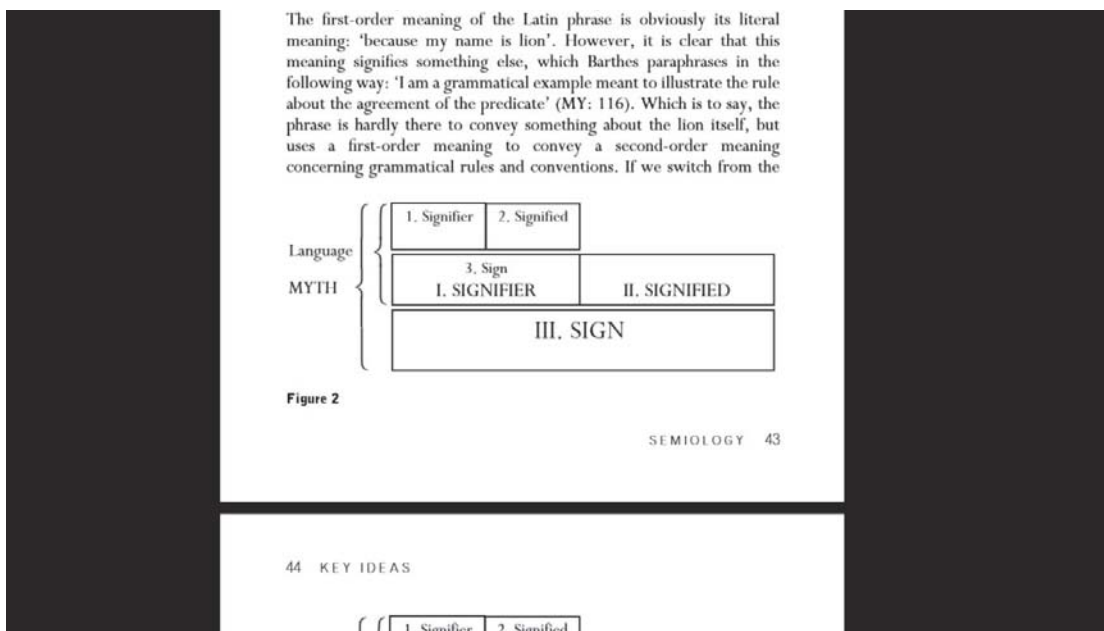 The first-order meaning of the Latin phrase is obviously its literal
meaning: ‘because my name is lion’. However, it is clear that this
meaning signifies something else, which Barthes paraphrases in the
following way: ‘I am a grammatical example meant to illustrate the rule
about the agreement of the predicate’ (MY: 116). Which is to say, the
phrase is hardly there to convey something about the lion itself, but
uses a first-order meaning to convey a second-order meaning
concerning grammatical rules and conventions. If we switch from the
1. Signifier 2. Signified
Language
3. Sign
MYTH I. SIGNIFIER II. SIGNIFIED
III. SIGN
Figure 2
SEMIOLOGY 43
44 KEY IDEAS
1. Signifier 2. Signified